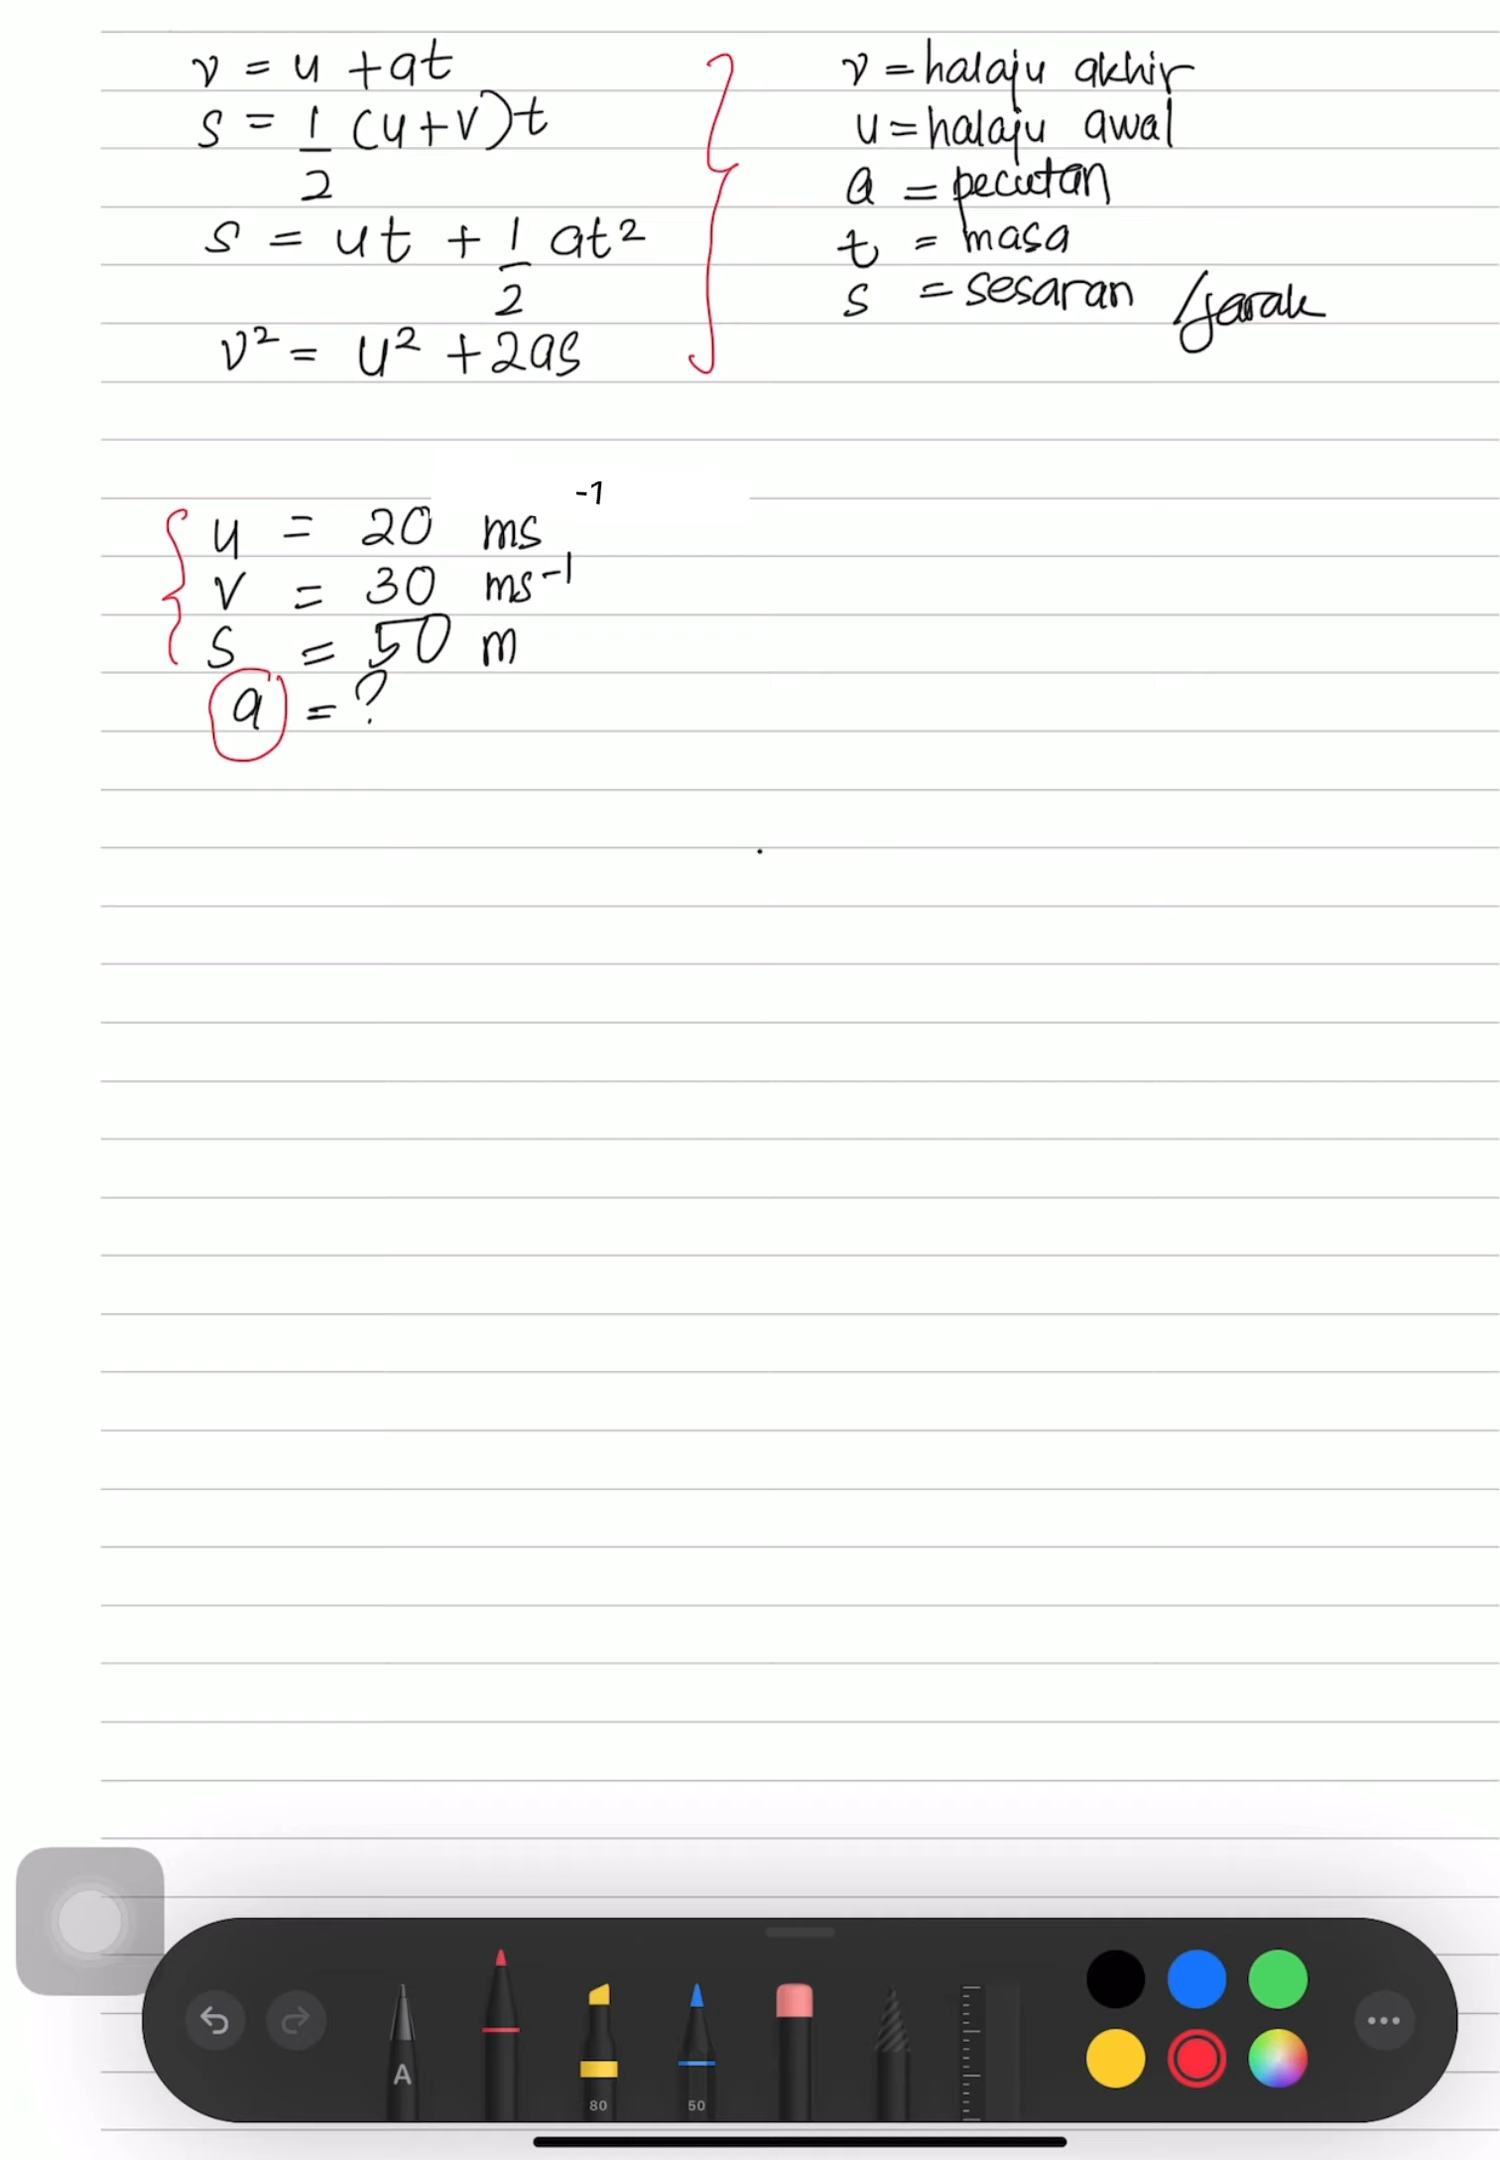 v = u + at
s = 1/2 (u+v)t
s = ut + 1/2 at²
v² = u² + 2as
v = halaju akhir
u = halaju awal
a = pecutan
t = masa
s = sesaran / jarak
u = 20 ms⁻¹
v = 30 ms⁻¹
s = 50 m
a = ?
A
80
50